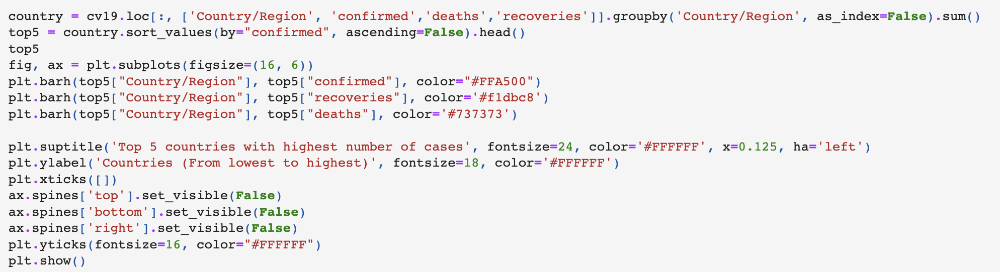 country = cv19.loc[:, ['Country/Region', 'confirmed','deaths','recoveries']].groupby('Country/Region', as_index=False).sum()
top5 = country.sort_values(by="confirmed", ascending=False).head()
top5
fig, ax = plt.subplots(figsize=(16, 6))
plt.barh(top5["Country/Region"], top5["confirmed"], color="#FFA500")
plt.barh(top5["Country/Region"], top5["recoveries"], color='#f1dbc8')
plt.barh(top5["Country/Region"], top5["deaths"], color='#737373')

plt.suptitle('Top 5 countries with highest number of cases', fontsize=24, color='#FFFFFF', x=0.125, ha='left')
plt.ylabel('Countries (From lowest to highest)', fontsize=18, color='#FFFFFF')
plt.xticks([])
ax.spines['top'].set_visible(False)
ax.spines['bottom'].set_visible(False)
ax.spines['right'].set_visible(False)
plt.yticks(fontsize=16, color="#FFFFFF")
plt.show()